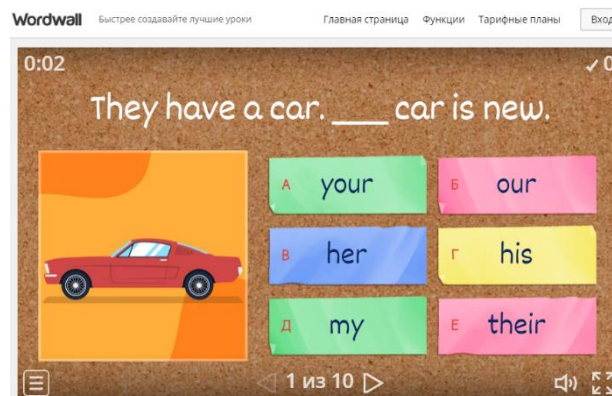 Wordwall Быстрее создавайте лучшие уроки Главная страница Функции Тарифные планы Вход
0:02 ✓ 0
They have a car. ___ car is new.
А your Б our
В her Г his
Д my Е their
1 из 10